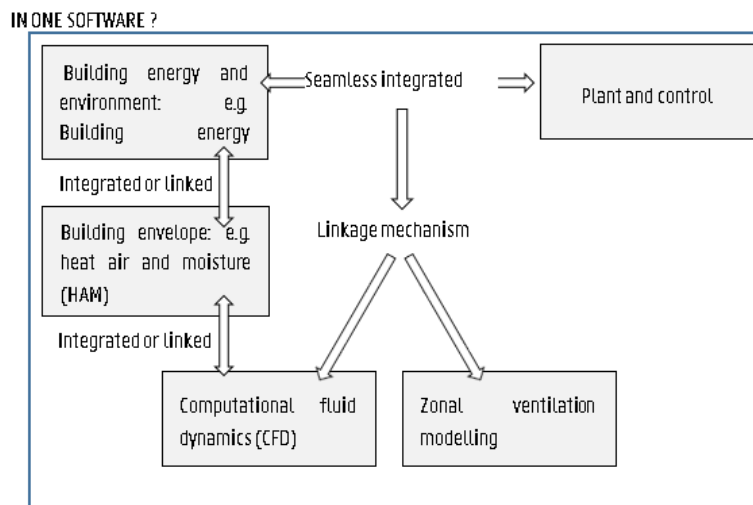 IN ONE SOFTWARE ?
Building energy and
environment: e.g.
Building energy
Seamless integrated
Plant and control
Integrated or linked
Building envelope: e.g.
heat air and moisture
(HAM)
Linkage mechanism
Integrated or linked
Computational fluid
dynamics (CFD)
Zonal ventilation
modelling